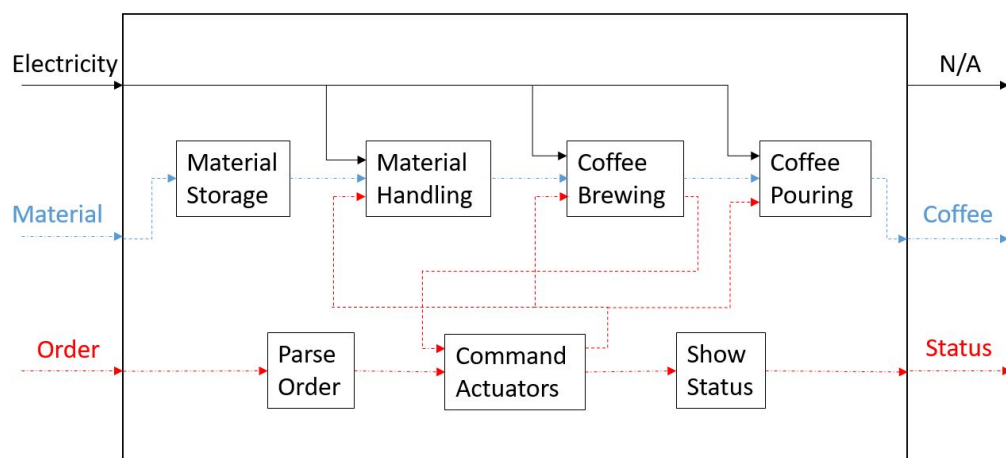 Electricity
N/A
Material
Storage
Material
Handling
Coffee
Brewing
Coffee
Pouring
Material
Coffee
Order
Parse
Order
Command
Actuators
Show
Status
Status